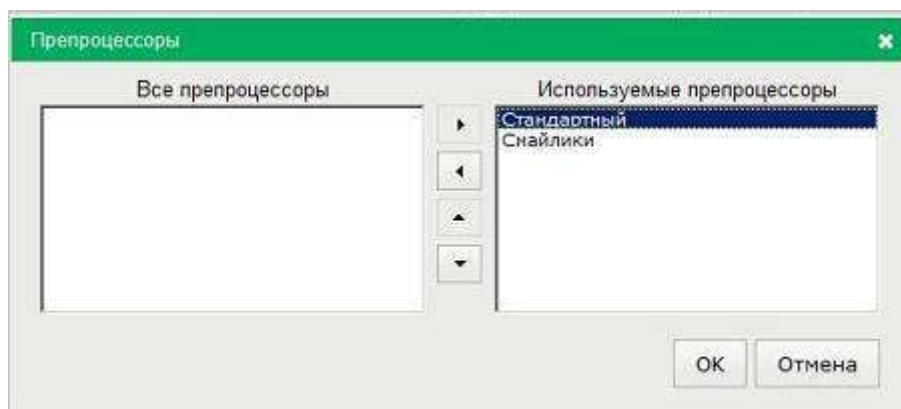 Препроцессоры
Все препроцессоры
Используемые препроцессоры
Стандартный
Смайлики
OK
Отмена